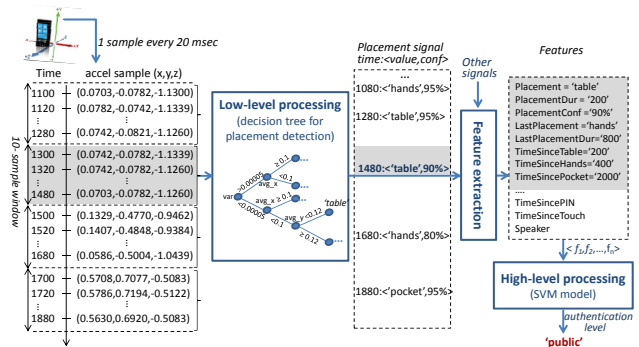 1 sample every 20 msec
Time
accel sample (x,y,z)
10- sample window
1100
(0.0703,-0.0782,-1.1300)
1120
(0.0702,-0.0742,-1.1339)
1280
(0.0742,-0.0821,-1.1260)
1300
(0.0742,-0.0782,-1.1339)
1320
(0.0742,-0.0782,-1.1260)
1480
(0.0703,-0.0782,-1.1260)
1500
(0.1329,-0.4770,-0.9462)
1520
(0.1407,-0.4848,-0.9384)
1680
(0.0586,-0.5004,-1.0439)
1700
(0.5708,0.7077,-0.5083)
1720
(0.5786,0.7194,-0.5122)
1880
(0.5630,0.6920,-0.5083)
Low-level processing
(decision tree for
placement detection)
var
>0.00005
<0.00005
avg_x
≥0.1
<0.1
avg_x
≥0.1
<0.1
avg_y
<0.12
≥0.12
'table'
...
...
...
...
Placement signal
time:<value,conf>
...
1080:<'hands',95%>
1280:<'table',95%>
1480:<'table',90%>
1680:<'hands',80%>
1880:<'pocket',95%>
Other
signals
Feature extraction
Features
Placement = 'table'
PlacementDur = '200'
PlacementConf = '90%'
LastPlacement ='hands'
LastPlacementDur='800'
TimeSinceTable='200'
TimeSinceHands='400'
TimeSincePocket='2000'
....
TimeSincePIN
TimeSinceTouch
Speaker
< f1,f2,...,fn>
High-level processing
(SVM model)
authentication
level
'public'